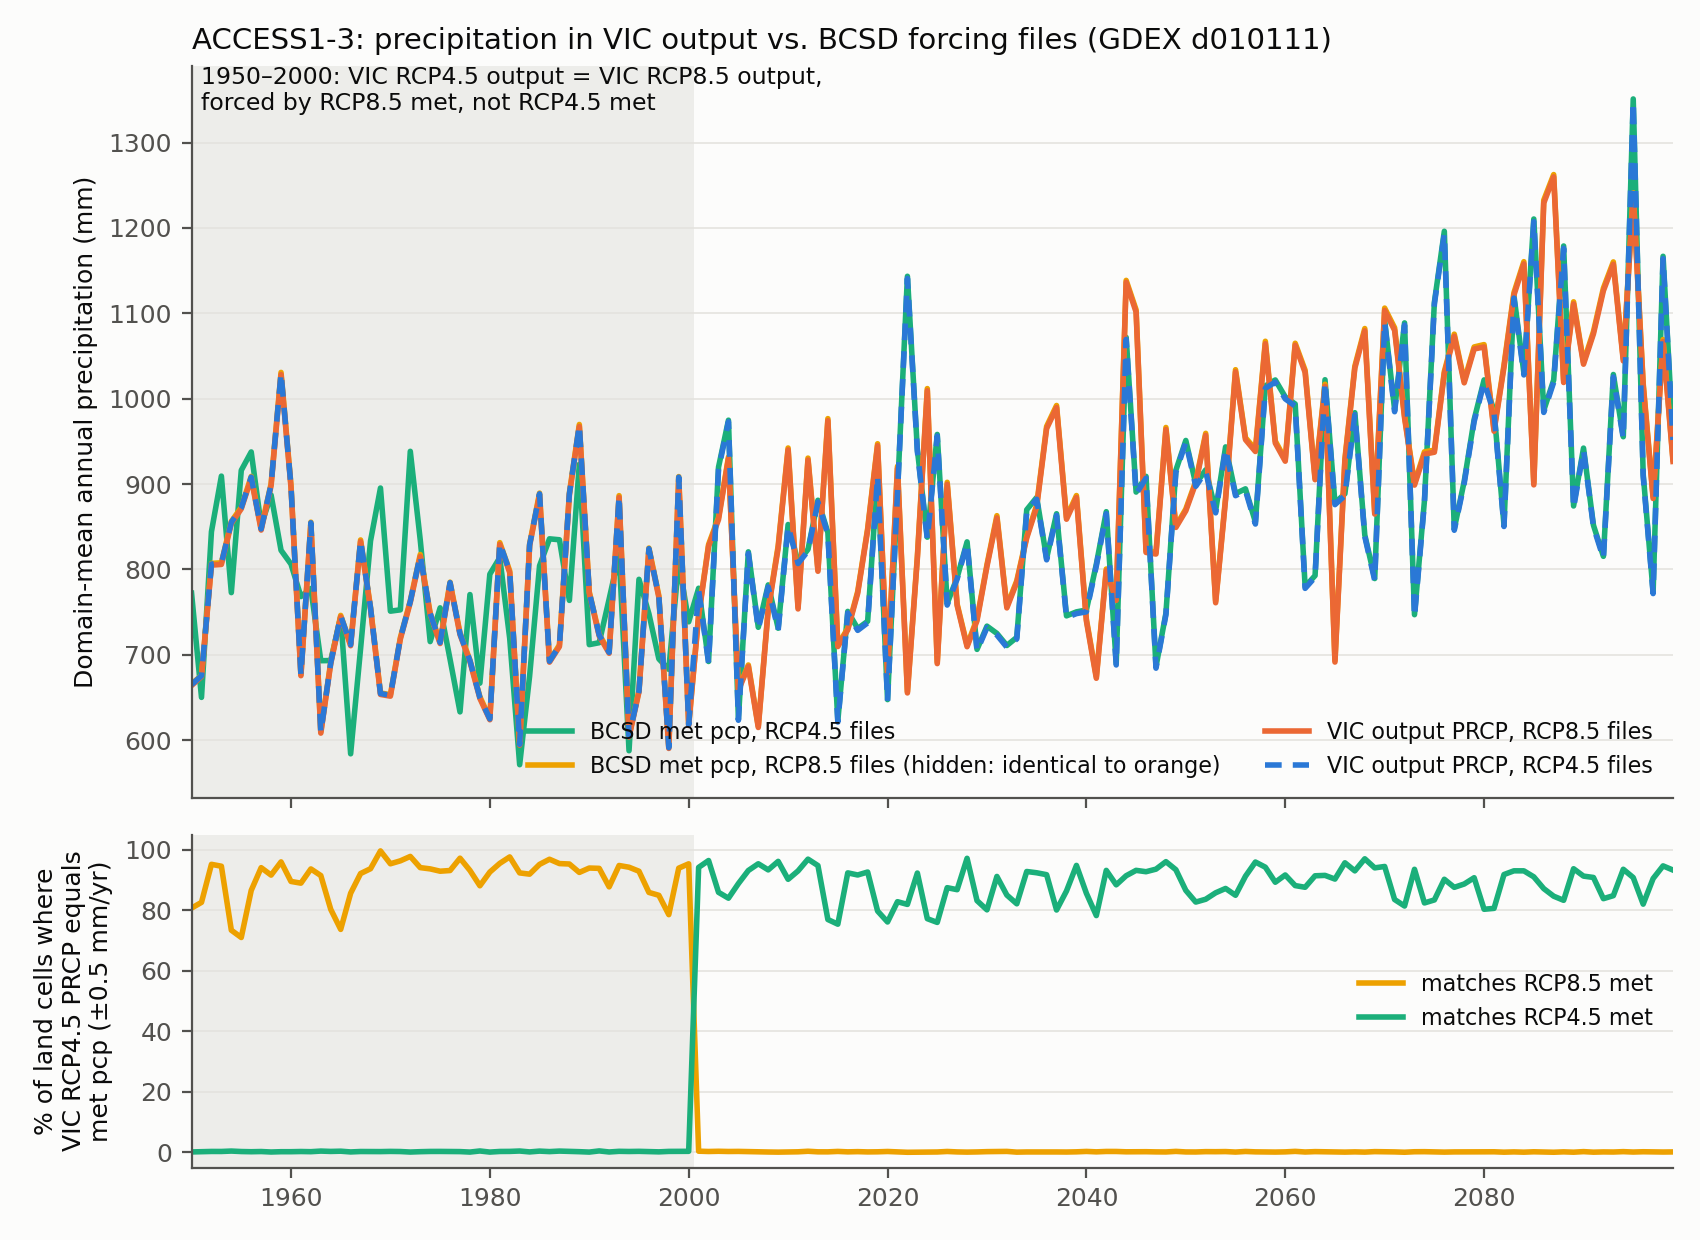 ACCESS1-3: precipitation in VIC output vs. BCSD forcing files (GDEX d010111)
1950–2000: VIC RCP4.5 output = VIC RCP8.5 output,
forced by RCP8.5 met, not RCP4.5 met
Domain-mean annual precipitation (mm)
1300
1200
1100
1000
900
800
700
600
BCSD met pcp, RCP4.5 files
BCSD met pcp, RCP8.5 files (hidden: identical to orange)
VIC output PRCP, RCP8.5 files
VIC output PRCP, RCP4.5 files
% of land cells where
VIC RCP4.5 PRCP equals
met pcp (±0.5 mm/yr)
100
80
60
40
20
0
matches RCP8.5 met
matches RCP4.5 met
1960
1980
2000
2020
2040
2060
2080